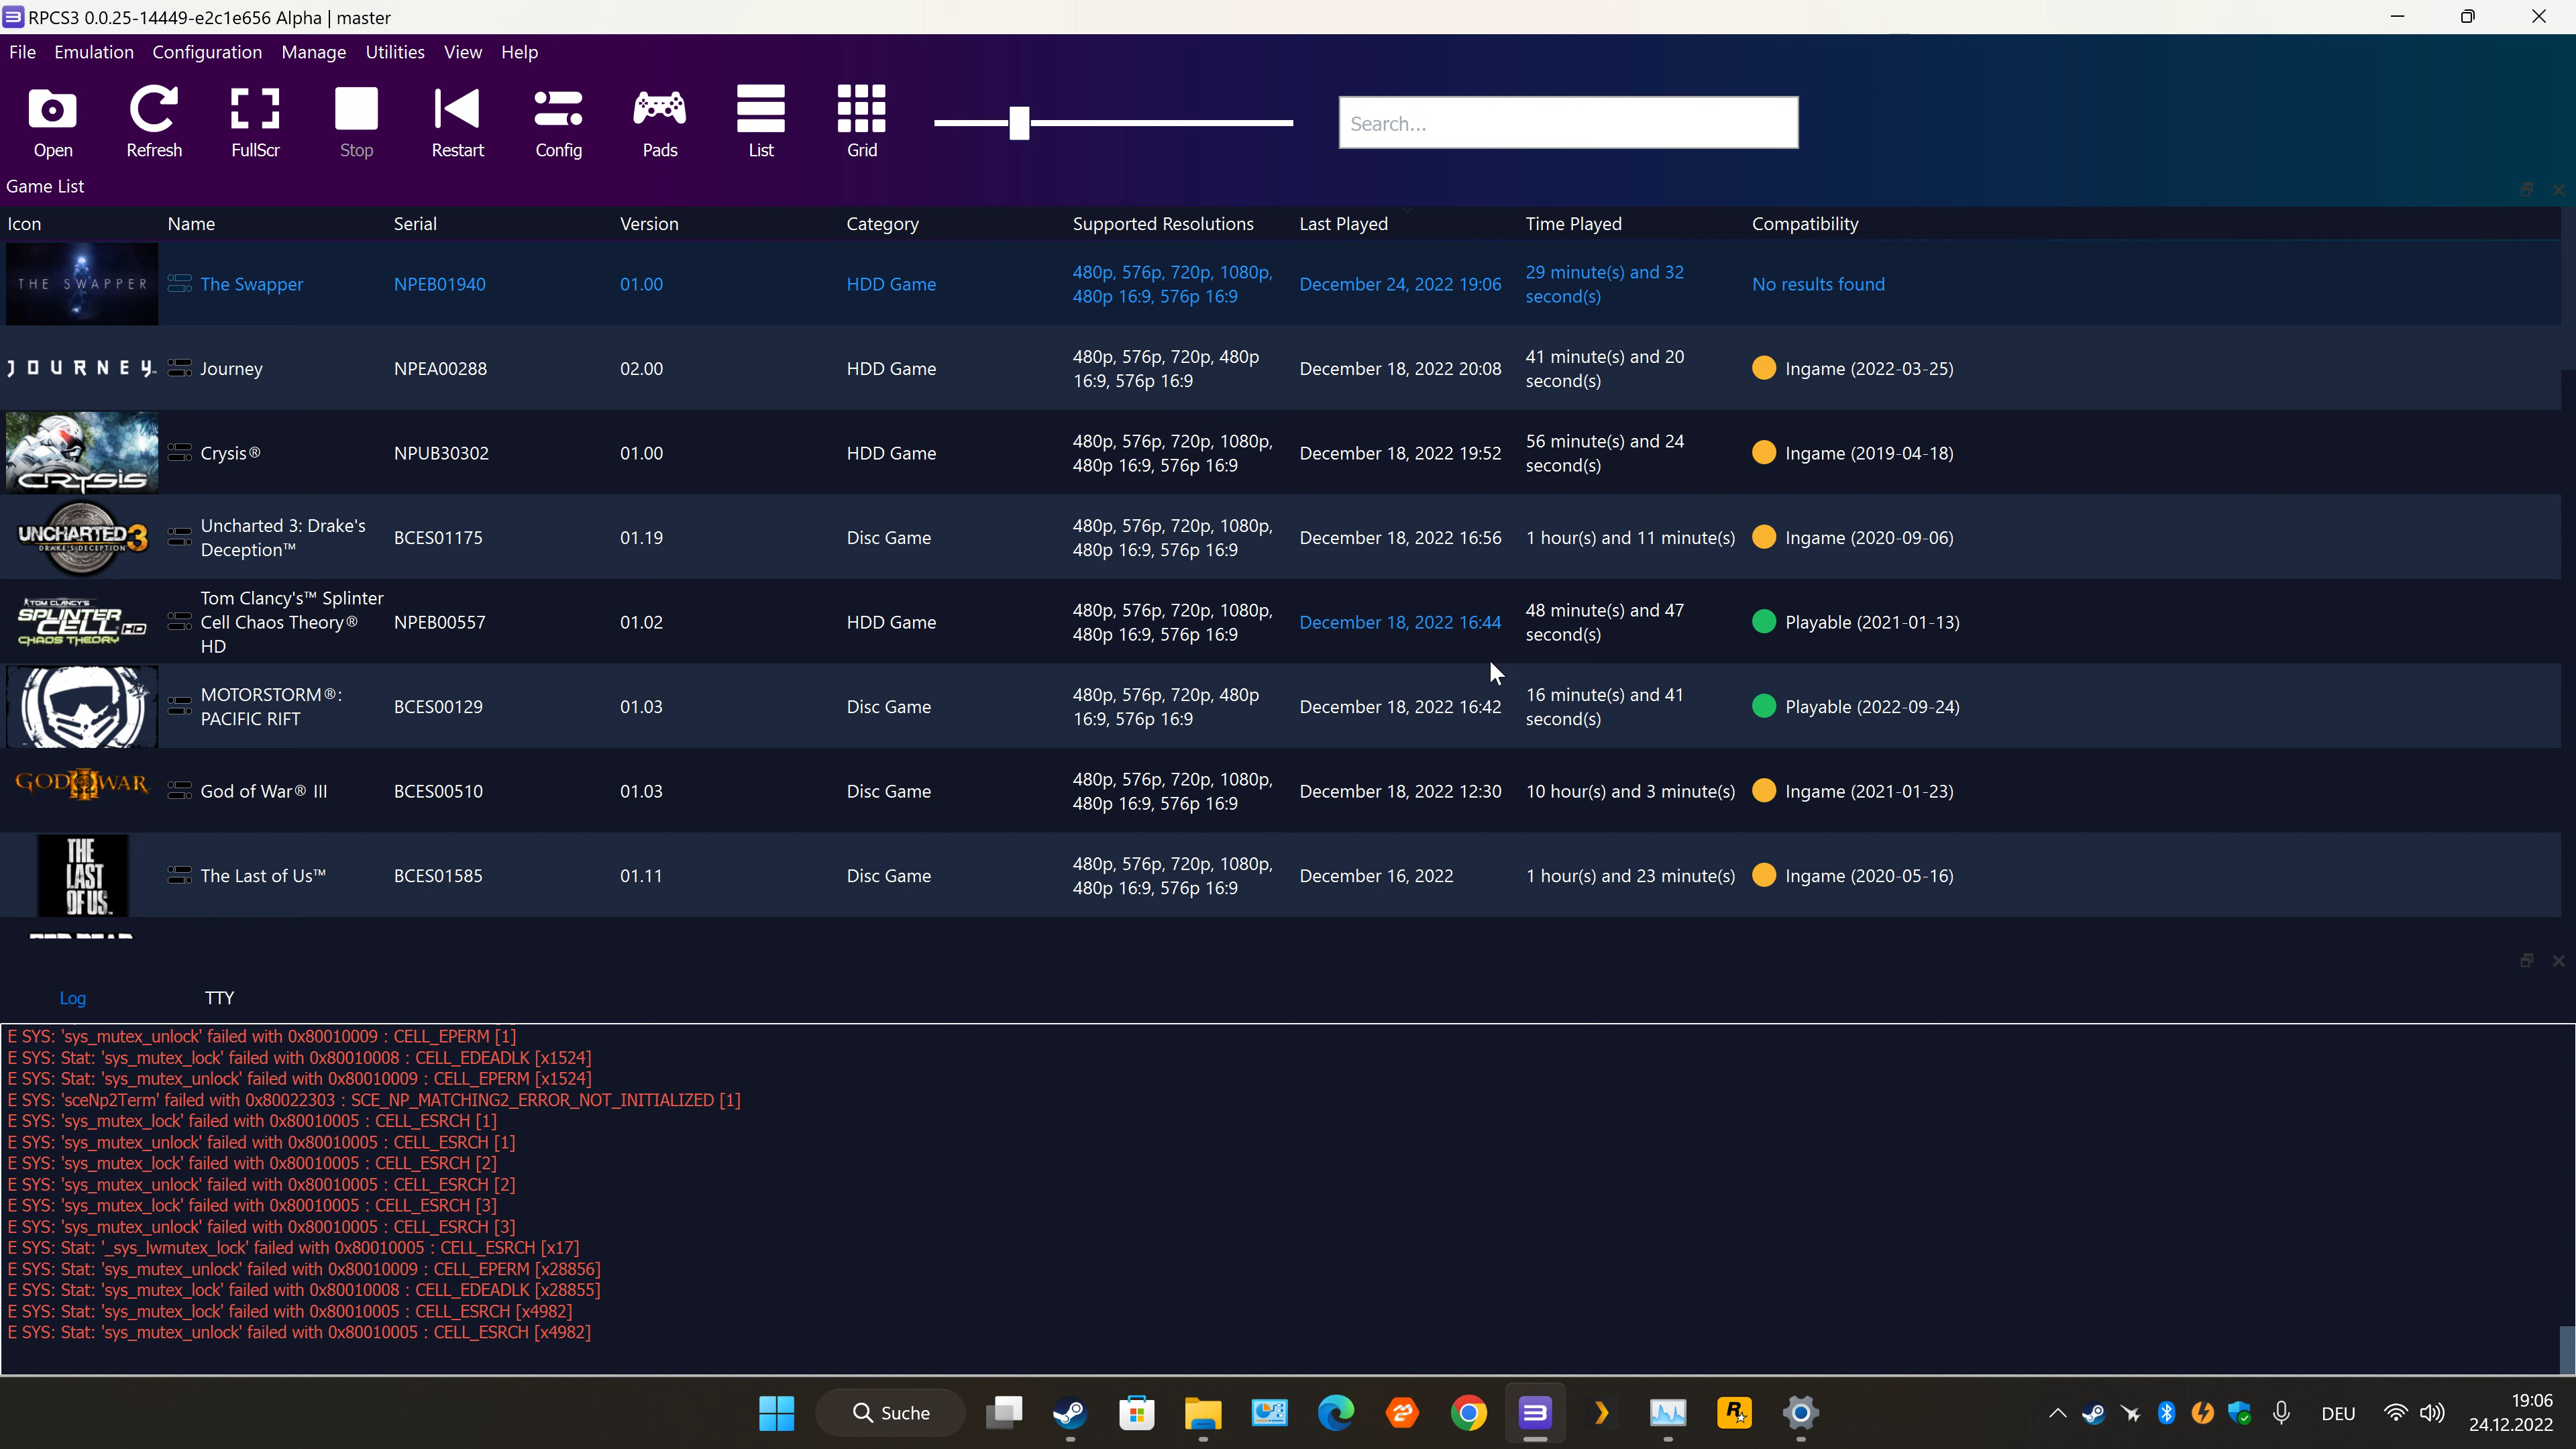 RPCS3 0.0.25-14449-e2c1e656 Alpha | master
File Emulation Configuration Manage Utilities View Help
Open Refresh FullScr Stop Restart Config Pads List Grid
Search...
Game List
Icon Name Serial Version Category Supported Resolutions Last Played Time Played Compatibility
THE SWAPPER
The Swapper NPEB01940 01.00 HDD Game 480p, 576p, 720p, 1080p, December 24, 2022 19:06 29 minute(s) and 32 No results found
480p 16:9, 576p 16:9 second(s)
JOURNEY
Journey NPEA00288 02.00 HDD Game 480p, 576p, 720p, 480p December 18, 2022 20:08 41 minute(s) and 20 Ingame (2022-03-25)
16:9, 576p 16:9 second(s)
CRYSIS
Crysis® NPUB30302 01.00 HDD Game 480p, 576p, 720p, 1080p, December 18, 2022 19:52 56 minute(s) and 24 Ingame (2019-04-18)
480p 16:9, 576p 16:9 second(s)
UNCHARTED 3
DRAKE'S DECEPTION™
Uncharted 3: Drake's BCES01175 01.19 Disc Game 480p, 576p, 720p, 1080p, December 18, 2022 16:56 1 hour(s) and 11 minute(s) Ingame (2020-09-06)
Deception™ 480p 16:9, 576p 16:9
TOM CLANCY'S
SPLINTER
CELL HD
CHAOS THEORY
Tom Clancy's™ Splinter 480p, 576p, 720p, 1080p, 48 minute(s) and 47
Cell Chaos Theory® NPEB00557 01.02 HDD Game December 18, 2022 16:44 Playable (2021-01-13)
HD 480p 16:9, 576p 16:9 second(s)
MOTORSTORM®: BCES00129 01.03 Disc Game 480p, 576p, 720p, 480p December 18, 2022 16:42 16 minute(s) and 41 Playable (2022-09-24)
PACIFIC RIFT 16:9, 576p 16:9 second(s)
GOD OF WAR
God of War® III BCES00510 01.03 Disc Game 480p, 576p, 720p, 1080p, December 18, 2022 12:30 10 hour(s) and 3 minute(s) Ingame (2021-01-23)
480p 16:9, 576p 16:9
THE
LAST
OF US™
The Last of Us™ BCES01585 01.11 Disc Game 480p, 576p, 720p, 1080p, December 16, 2022 1 hour(s) and 23 minute(s) Ingame (2020-05-16)
480p 16:9, 576p 16:9
Log TTY
E SYS: 'sys_mutex_unlock' failed with 0x80010009 : CELL_EPERM [1]
E SYS: Stat: 'sys_mutex_lock' failed with 0x80010008 : CELL_EDEADLK [x1524]
E SYS: Stat: 'sys_mutex_unlock' failed with 0x80010009 : CELL_EPERM [x1524]
E SYS: 'sceNp2Term' failed with 0x80022303 : SCE_NP_MATCHING2_ERROR_NOT_INITIALIZED [1]
E SYS: 'sys_mutex_lock' failed with 0x80010005 : CELL_ESRCH [1]
E SYS: 'sys_mutex_unlock' failed with 0x80010005 : CELL_ESRCH [1]
E SYS: 'sys_mutex_lock' failed with 0x80010005 : CELL_ESRCH [2]
E SYS: 'sys_mutex_unlock' failed with 0x80010005 : CELL_ESRCH [2]
E SYS: 'sys_mutex_lock' failed with 0x80010005 : CELL_ESRCH [3]
E SYS: 'sys_mutex_unlock' failed with 0x80010005 : CELL_ESRCH [3]
E SYS: Stat: '_sys_lwmutex_lock' failed with 0x80010005 : CELL_ESRCH [x17]
E SYS: Stat: 'sys_mutex_unlock' failed with 0x80010009 : CELL_EPERM [x28856]
E SYS: Stat: 'sys_mutex_lock' failed with 0x80010008 : CELL_EDEADLK [x28855]
E SYS: Stat: 'sys_mutex_lock' failed with 0x80010005 : CELL_ESRCH [x4982]
E SYS: Stat: 'sys_mutex_unlock' failed with 0x80010005 : CELL_ESRCH [x4982]
Suche
DEU
19:06
24.12.2022